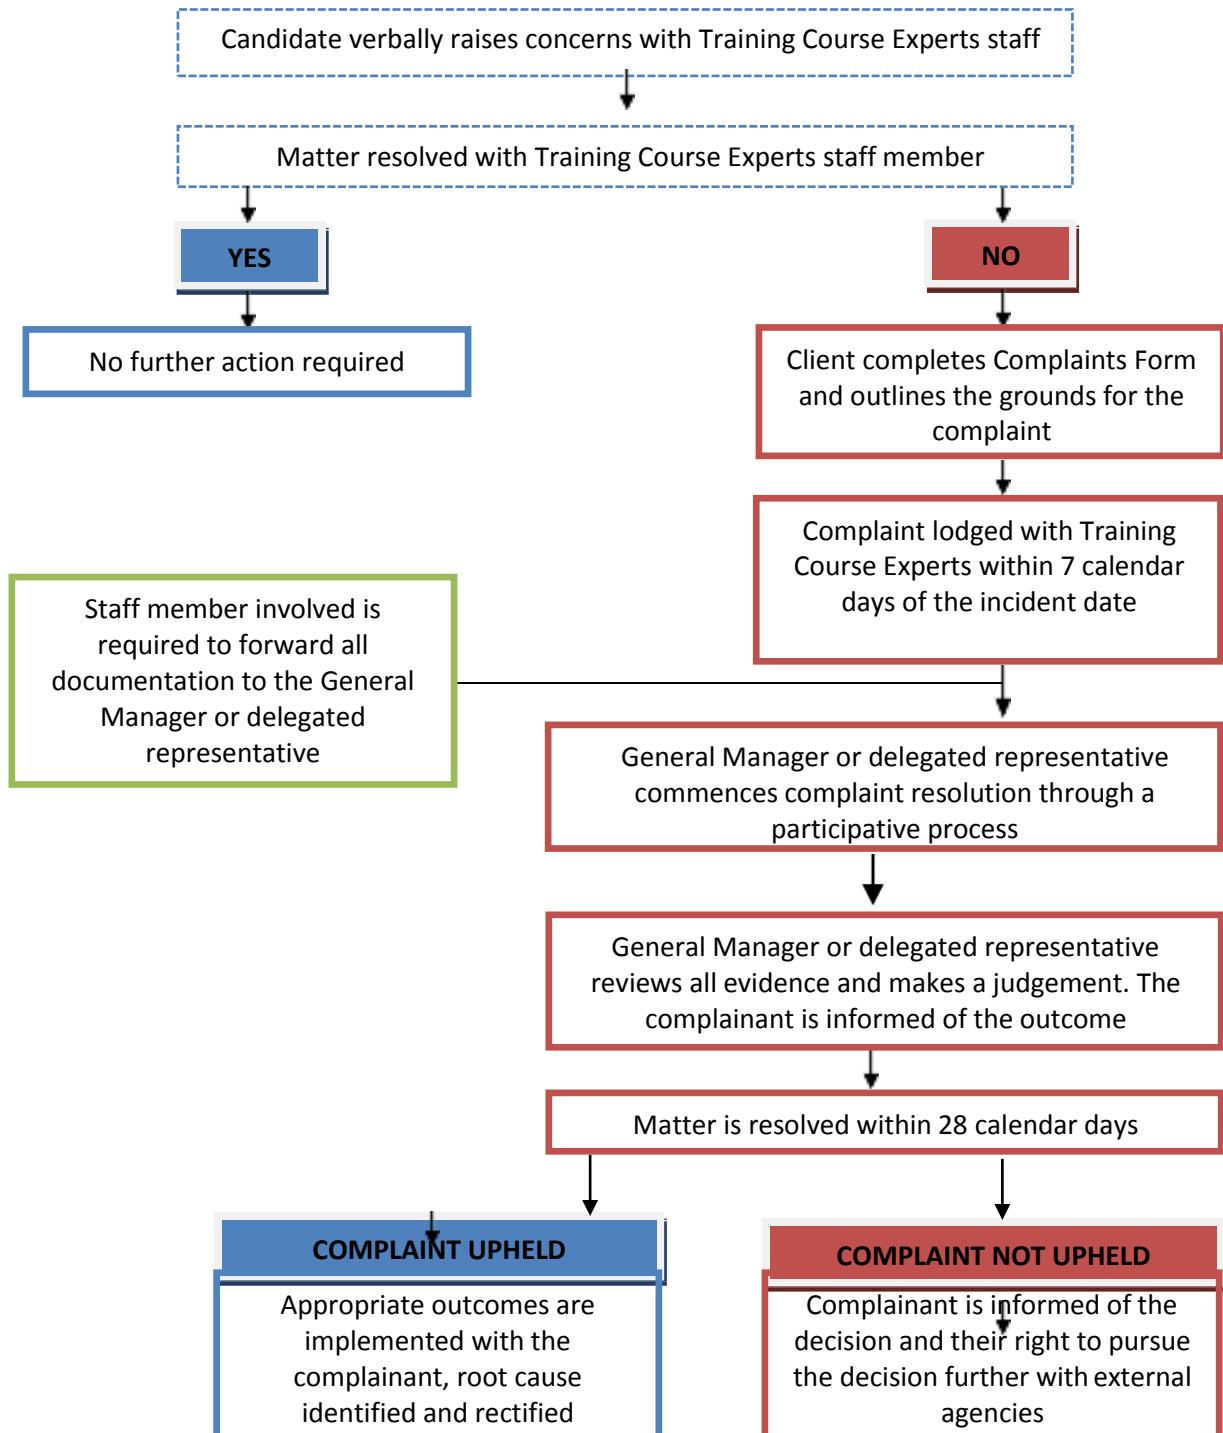 Candidate verbally raises concerns with Training Course Experts staff
Matter resolved with Training Course Experts staff member
YES
NO
No further action required
Client completes Complaints Form
and outlines the grounds for the
complaint
Complaint lodged with Training
Course Experts within 7 calendar
days of the incident date
Staff member involved is
required to forward all
documentation to the General
Manager or delegated
representative
General Manager or delegated representative
commences complaint resolution through a
participative process
General Manager or delegated representative
reviews all evidence and makes a judgement. The
complainant is informed of the outcome
Matter is resolved within 28 calendar days
COMPLAINT UPHELD
Appropriate outcomes are
implemented with the
complainant, root cause
identified and rectified
COMPLAINT NOT UPHELD
Complainant is informed of the
decision and their right to pursue
the decision further with external
agencies